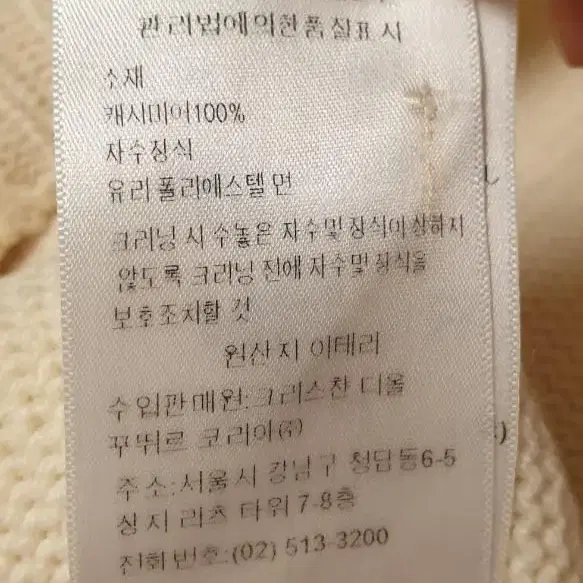 관리법에의한품질표시
소재
캐시미어100%
자수장식
유리 폴리애스텔 면
크리닝 시 수놓은 자수및 장식이 상하지
않도록 크리닝 전에 자수및 장식을
보호조치할 것
원산지 이태리
수입판매원:크리스챤 디올
꾸뛰르 코리아(유)
주소:서울시 강남구 청담동6-5
싱지 리츠 타워 7-8층
전화번호:(02) 513-3200